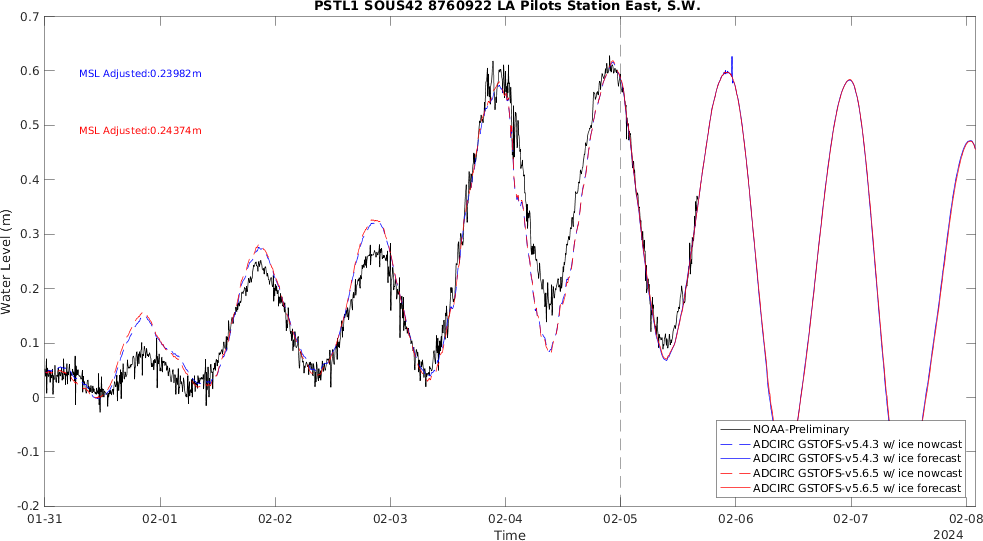 PSTL1 SOUS42 8760922 LA Pilots Station East, S.W.
0.7
0.6
0.5
0.4
0.3
0.2
0.1
0
-0.1
-0.2
Water Level (m)
MSL Adjusted:0.23982m
MSL Adjusted:0.24374m
NOAA-Preliminary
ADCIRC GSTOFS-v5.4.3 w/ ice nowcast
ADCIRC GSTOFS-v5.4.3 w/ ice forecast
ADCIRC GSTOFS-v5.6.5 w/ ice nowcast
ADCIRC GSTOFS-v5.6.5 w/ ice forecast
01-31 02-01 02-02 02-03 02-04 02-05 02-06 02-07 02-08
Time
2024